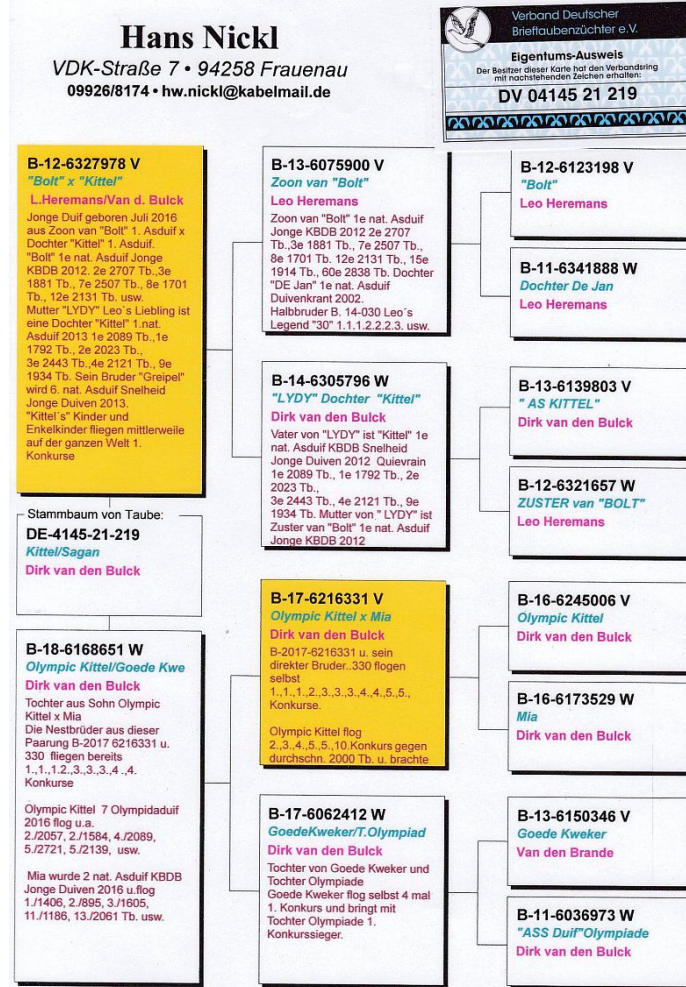 Hans Nickl
VDK-Straße 7 • 94258 Frauenau
09926/8174 • hw.nickl@kabelmail.de
Verband Deutscher
Brieftaubenzüchter e.V.
Eigentums-Ausweis
Der Besitzer dieser Karte hat den Verbandsring
mit nachstehenden Zeichen erhalten:
DV 04145 21 219
B-12-6327978 V
"Bolt" x "Kittel"
L.Heremans/Van d. Bulck
Jonge Duif geboren Juli 2016
aus Zoon van "Bolt" 1. Asduif x
Dochter "Kittel" 1. Asduif.
"Bolt" 1e nat. Asduif Jonge
KBDB 2012. 2e 2707 Tb.,3e
1881 Tb., 7e 2507 Tb., 8e 1701
Tb., 12e 2131 Tb. usw.
Mutter "LYDY" Leo`s Liebling ist
eine Dochter "Kittel" 1.nat.
Asduif 2013 1e 2089 Tb.,1e
1792 Tb., 2e 2023 Tb.,
3e 2443 Tb.,4e 2121 Tb., 9e
1934 Tb. Sein Bruder "Greipel"
wird 6. nat. Asduif Snelheid
Jonge Duiven 2013.
"Kittel´s" Kinder und
Enkelkinder fliegen mittlerweile
auf der ganzen Welt 1.
Konkurse
Stammbaum von Taube:
DE-4145-21-219
Kittel/Sagan
Dirk van den Bulck
B-18-6168651 W
Olympic Kittel/Goede Kwe
Dirk van den Bulck
Tochter aus Sohn Olympic
Kittel x Mia
Die Nestbrüder aus dieser
Paarung B-2017 6216331 u.
330 fliegen bereits
1.,1.,1.2.,3.,3.,3.,4 .,4.
Konkurse
Olympic Kittel 7 Olympidaduif
2016 flog u.a.
2./2057, 2./1584, 4./2089,
5./2721, 5./2139, usw.
Mia wurde 2 nat. Asduif KBDB
Jonge Duiven 2016 u.flog
1./1406, 2./895, 3./1605,
11./1186, 13./2061 Tb. usw.
B-13-6075900 V
Zoon van "Bolt"
Leo Heremans
Zoon van "Bolt" 1e nat. Asduif
Jonge KBDB 2012 2e 2707
Tb.,3e 1881 Tb., 7e 2507 Tb.,
8e 1701 Tb. 12e 2131 Tb., 15e
1914 Tb., 60e 2838 Tb. Dochter
"DE Jan" 1e nat. Asduif
Duivenkrant 2002.
Halbbruder B. 14-030 Leo´s
Legend "30" 1.1.1.2.2.2.3. usw.
B-14-6305796 W
"LYDY" Dochter "Kittel"
Dirk van den Bulck
Vater von "LYDY" ist "Kittel" 1e
nat. Asduif KBDB Snelheid
Jonge Duiven 2012 Quievrain
1e 2089 Tb., 1e 1792 Tb., 2e
2023 Tb.,
3e 2443 Tb., 4e 2121 Tb., 9e
1934 Tb. Mutter von " LYDY" ist
Zuster van "Bolt" 1e nat. Asduif
Jonge KBDB 2012
B-17-6216331 V
Olympic Kittel x Mia
Dirk van den Bulck
B-2017-6216331 u. sein
direkter Bruder..330 flogen
selbst
1.,1.,1.,2.,3.,3.,3.,4.,4.,5.,5.,
Konkurse.
Olympic Kittel flog
2.,3.,4.,5.,5.,10.Konkurs gegen
durchschn. 2000 Tb. u. brachte
B-17-6062412 W
GoedeKweker/T.Olympiad
Dirk van den Bulck
Tochter von Goede Kweker und
Tochter Olympiade
Goede Kweker flog selbst 4 mal
1. Konkurs und bringt mit
Tochter Olympiade 1.
Konkurssieger.
B-12-6123198 V
"Bolt"
Leo Heremans
B-11-6341888 W
Dochter De Jan
Leo Heremans
B-13-6139803 V
" AS KITTEL"
Dirk van den Bulck
B-12-6321657 W
ZUSTER van "BOLT"
Leo Heremans
B-16-6245006 V
Olympic Kittel
Dirk van den Bulck
B-16-6173529 W
Mia
Dirk van den Bulck
B-13-6150346 V
Goede Kweker
Van den Brande
B-11-6036973 W
"ASS Duif"Olympiade
Dirk van den Bulck